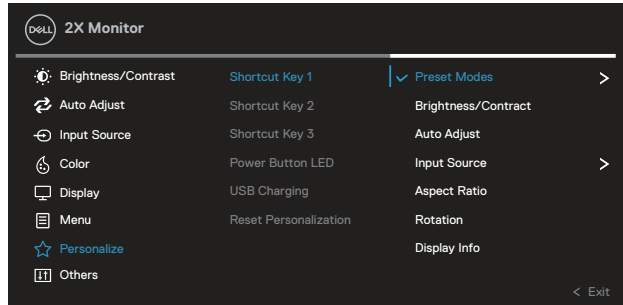 DELL 2X Monitor
Brightness/Contrast
Auto Adjust
Input Source
Color
Display
Menu
Personalize
Others
Shortcut Key 1
Shortcut Key 2
Shortcut Key 3
Power Button LED
USB Charging
Reset Personalization
Preset Modes >
Brightness/Contract
Auto Adjust
Input Source >
Aspect Ratio
Rotation
Display Info
< Exit